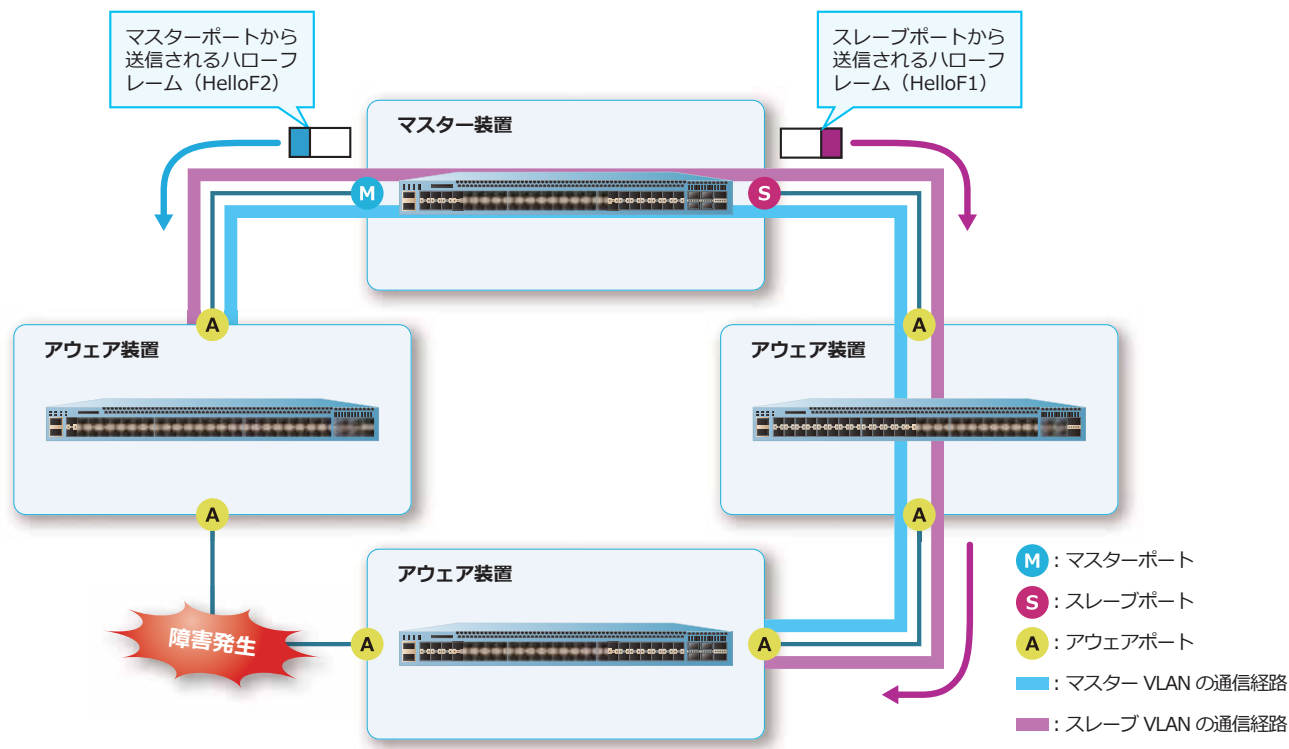 マスターポートから
送信されるハローフ
レーム（HelloF2）
スレーブポートから
送信されるハローフ
レーム（HelloF1）
マスター装置
M
S
A
A
アウェア装置
アウェア装置
A
A
アウェア装置
障害発生
A
A
M：マスターポート
S：スレーブポート
A：アウェアポート
：マスター VLAN の通信経路
：スレーブ VLAN の通信経路